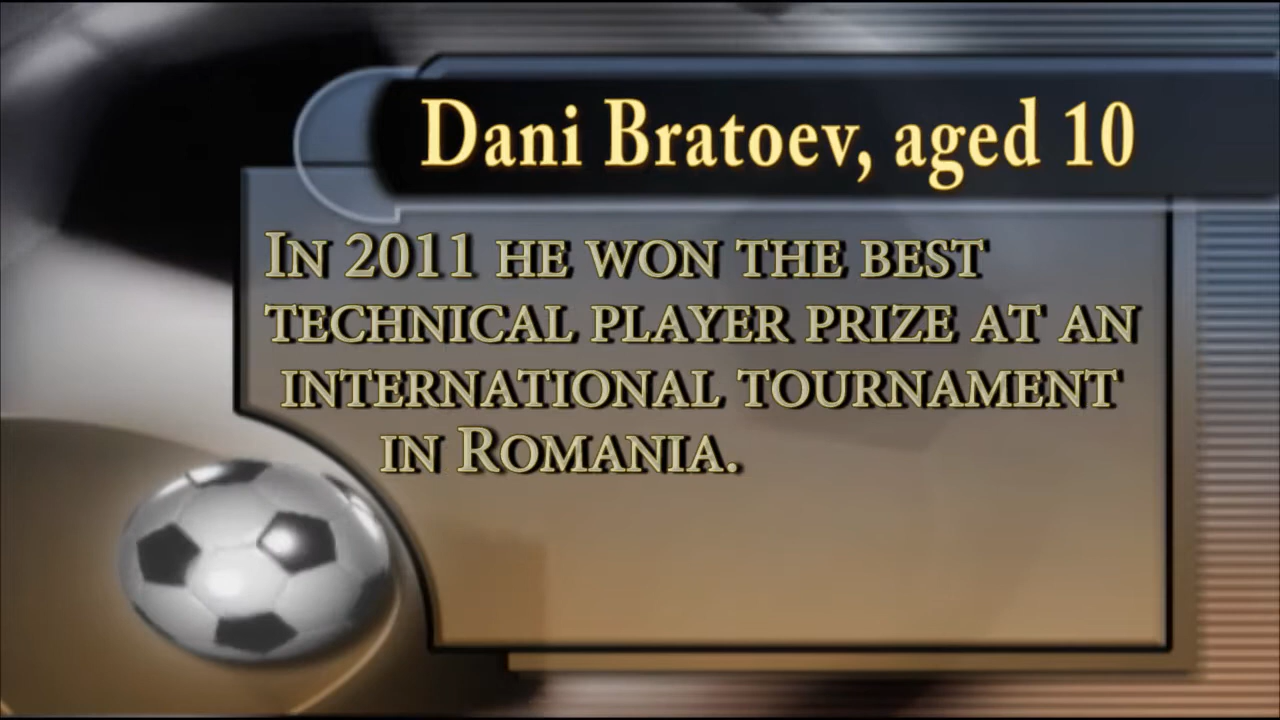 Dani Bratoev, aged 10
In 2011 he won the best
technical player prize at an
international tournament
in Romania.